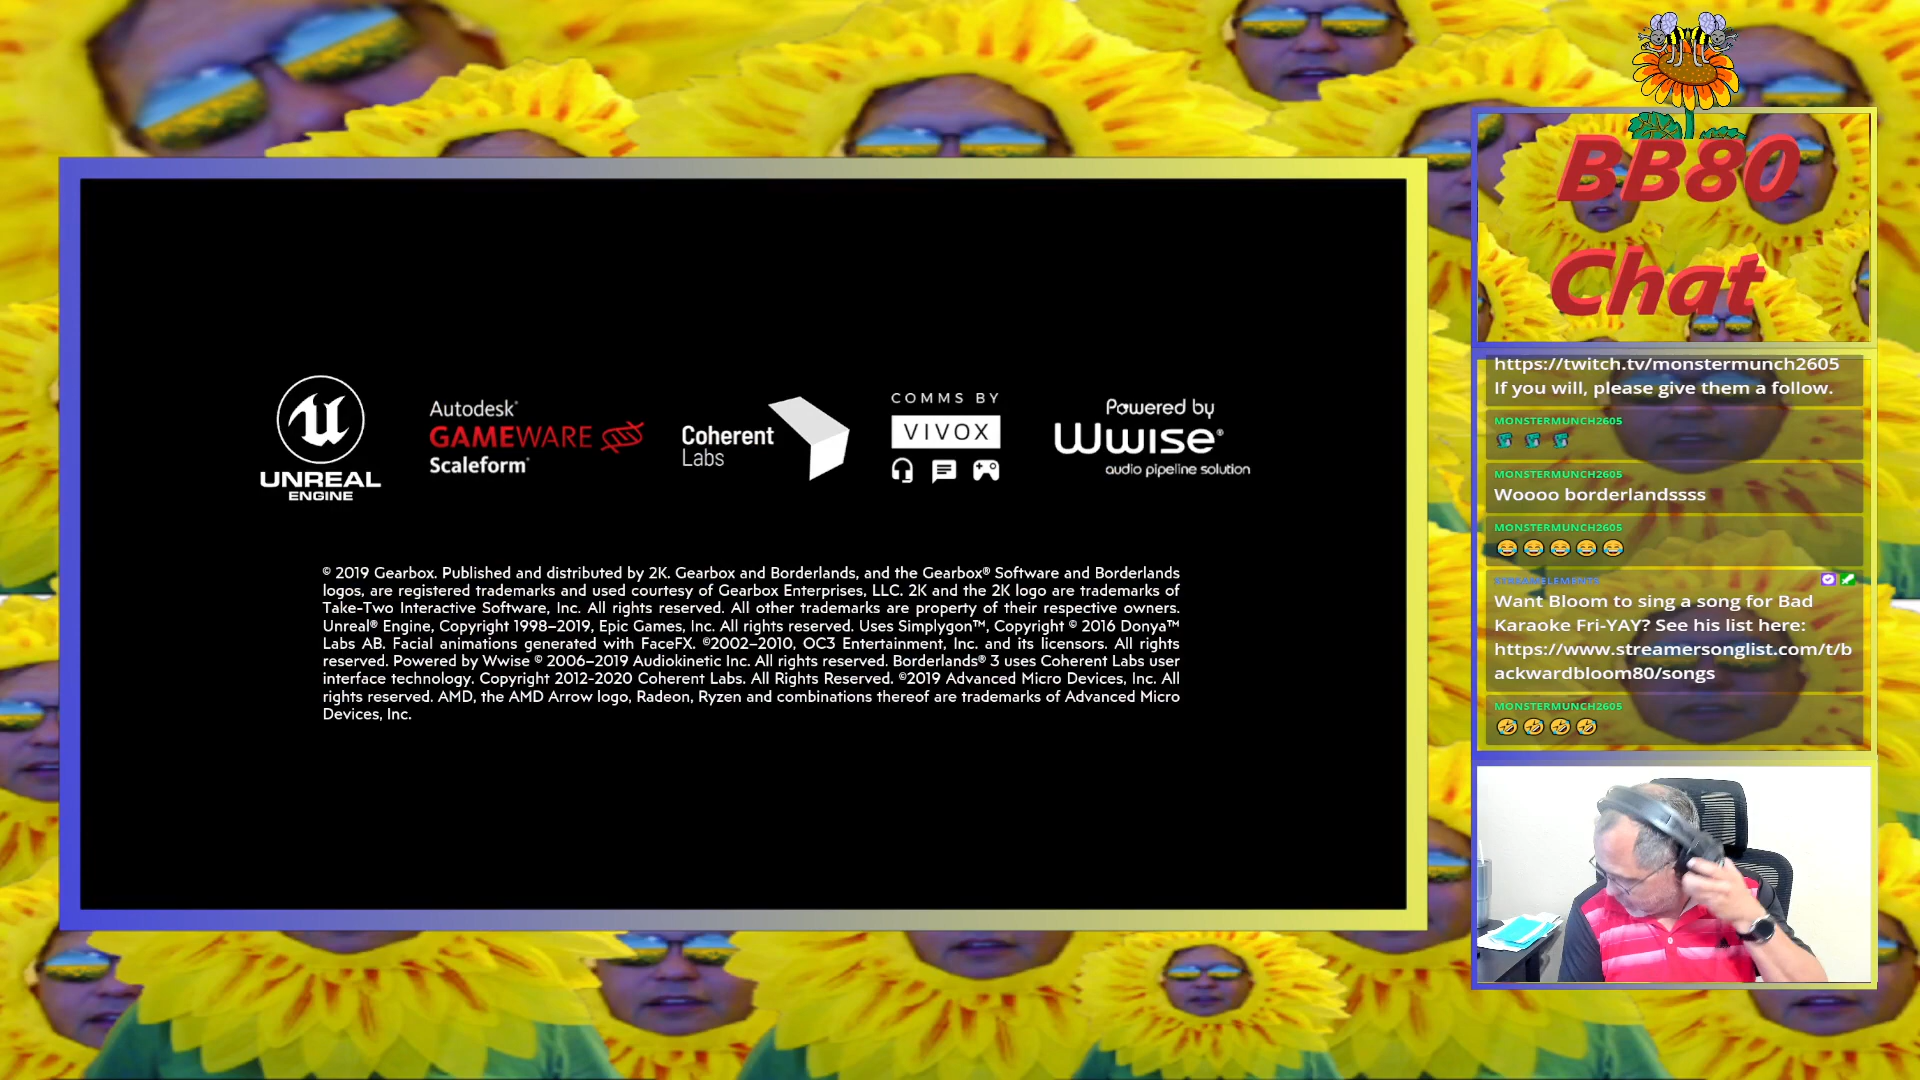 BB80
Chat
UNREAL
ENGINE
Autodesk®
GAMEWARE
Scaleform®
Coherent
Labs
COMMS BY
VIVOX
Powered by
Wwise®
audio pipeline solution
© 2019 Gearbox. Published and distributed by 2K. Gearbox and Borderlands, and the Gearbox® Software and Borderlands
logos, are registered trademarks and used courtesy of Gearbox Enterprises, LLC. 2K and the 2K logo are trademarks of
Take-Two Interactive Software, Inc. All rights reserved. All other trademarks are property of their respective owners.
Unreal® Engine, Copyright 1998–2019, Epic Games, Inc. All rights reserved. Uses Simplygon™, Copyright © 2016 Donya™
Labs AB. Facial animations generated with FaceFX. ©2002–2010, OC3 Entertainment, Inc. and its licensors. All rights
reserved. Powered by Wwise © 2006–2019 Audiokinetic Inc. All rights reserved. Borderlands® 3 uses Coherent Labs user
interface technology. Copyright 2012-2020 Coherent Labs. All Rights Reserved. ©2019 Advanced Micro Devices, Inc. All
rights reserved. AMD, the AMD Arrow logo, Radeon, Ryzen and combinations thereof are trademarks of Advanced Micro
Devices, Inc.
https://twitch.tv/monstermunch2605
If you will, please give them a follow.
MONSTERMUNCH2605
MONSTERMUNCH2605
Woooo borderlandssss
MONSTERMUNCH2605
😂😂😂😂😂
STREAMELEMENTS
Want Bloom to sing a song for Bad
Karaoke Fri-YAY? See his list here:
https://www.streamersonglist.com/t/b
ackwardbloom80/songs
MONSTERMUNCH2605
🤣🤣🤣🤣